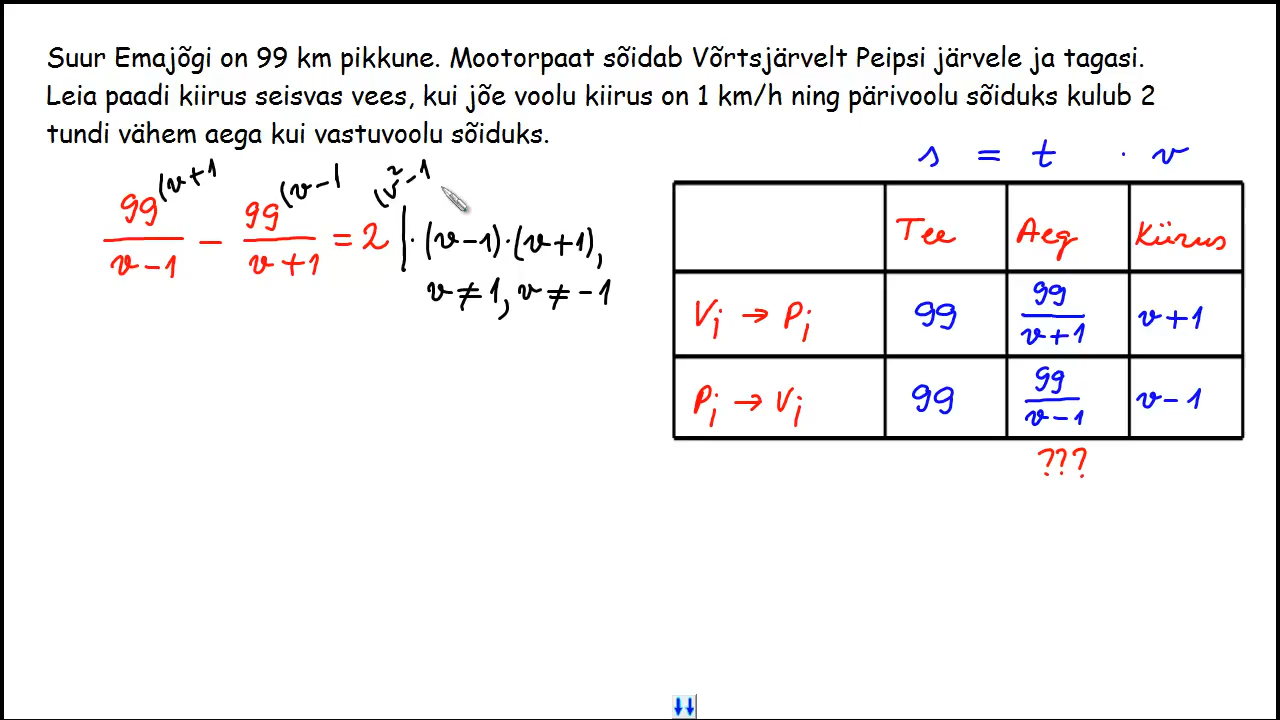 Suur Emajõgi on 99 km pikkune. Mootorpaat sõidab Võrtsjärvelt Peipsi järvele ja tagasi.
Leia paadi kiirus seisvas vees, kui jõe voolu kiirus on 1 km/h ning pärivoolu sõiduks kulub 2
tundi vähem aega kui vastuvoolu sõiduks.
s = t · v
99 (v+1 99 (v-1 (v²-1
— - — = 2 | · (v-1)·(v+1),
v-1 v+1
v≠1, v≠-1
Tee Aeg Kiirus
Vj → Pj 99 99/(v+1) v+1
Pj → Vj 99 99/(v-1) v-1
???